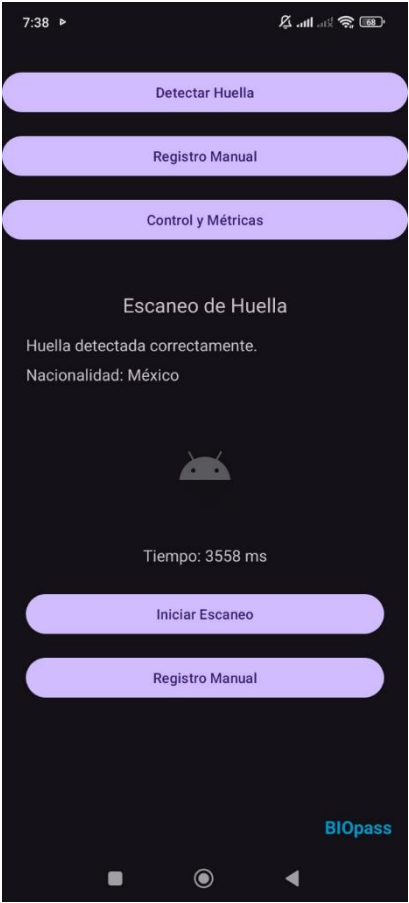 7:38
68
Detectar Huella
Registro Manual
Control y Métricas
Escaneo de Huella
Huella detectada correctamente.
Nacionalidad: México
Tiempo: 3558 ms
Iniciar Escaneo
Registro Manual
BIOpass